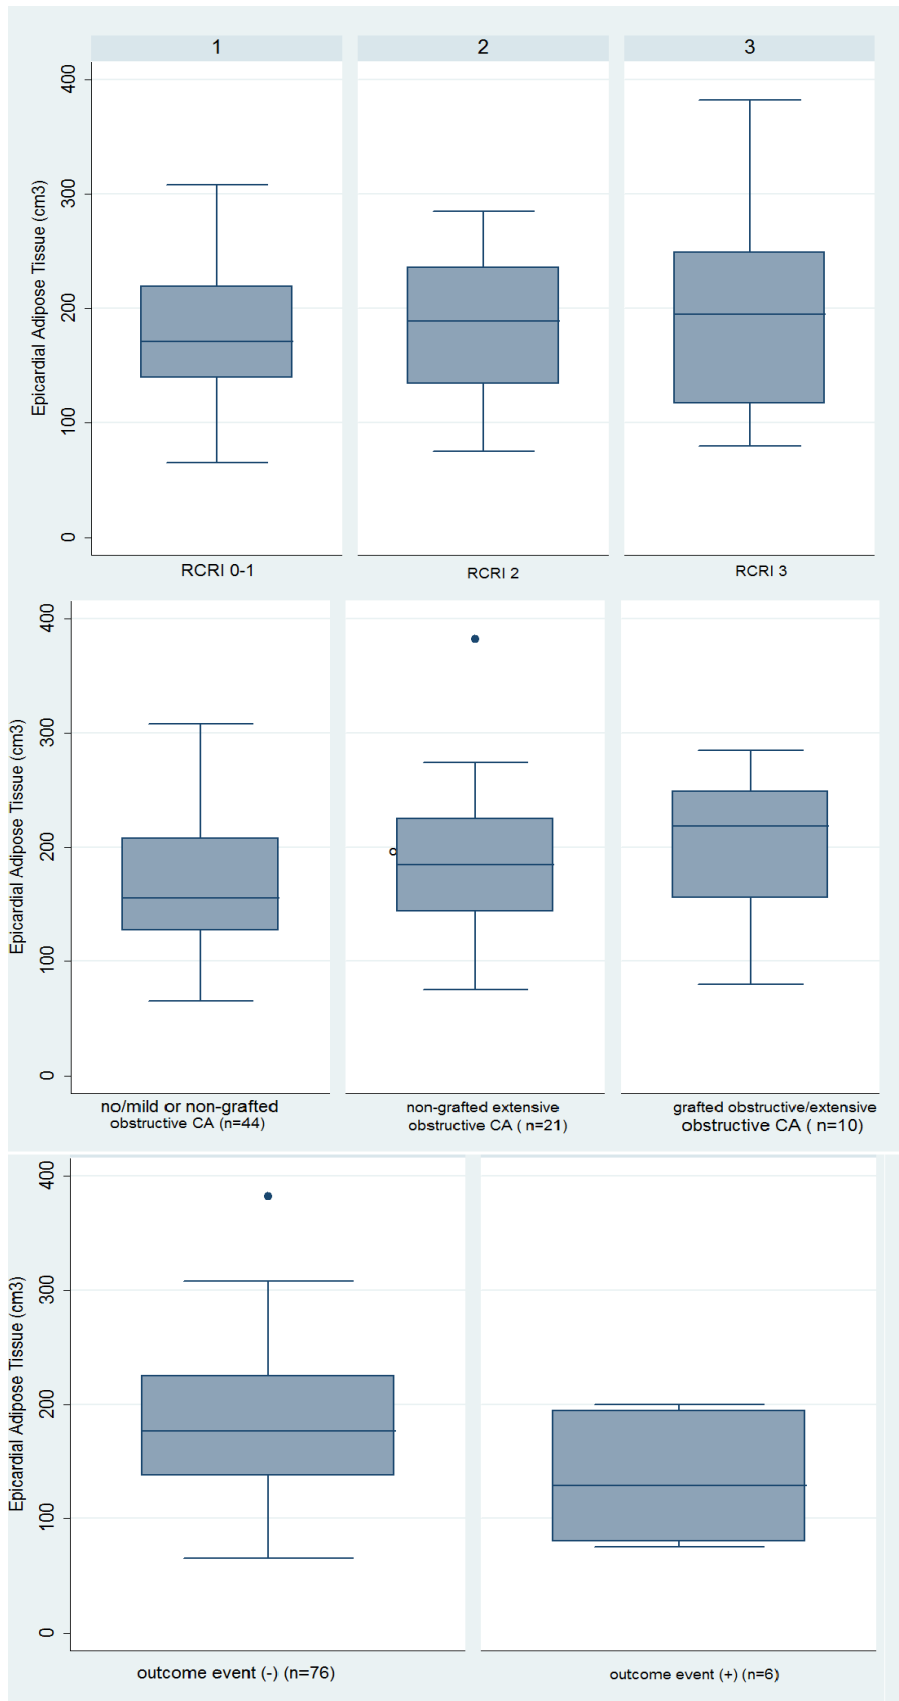 1 2 3
Epicardial Adipose Tissue (cm3)
400
300
200
100
0
RCRI 0-1 RCRI 2 RCRI 3
Epicardial Adipose Tissue (cm3)
400
300
200
100
0
no/mild or non-grafted
obstructive CA (n=44)
non-grafted extensive
obstructive CA ( n=21)
grafted obstructive/extensive
obstructive CA ( n=10)
Epicardial Adipose Tissue (cm3)
400
300
200
100
0
outcome event (-) (n=76) outcome event (+) (n=6)